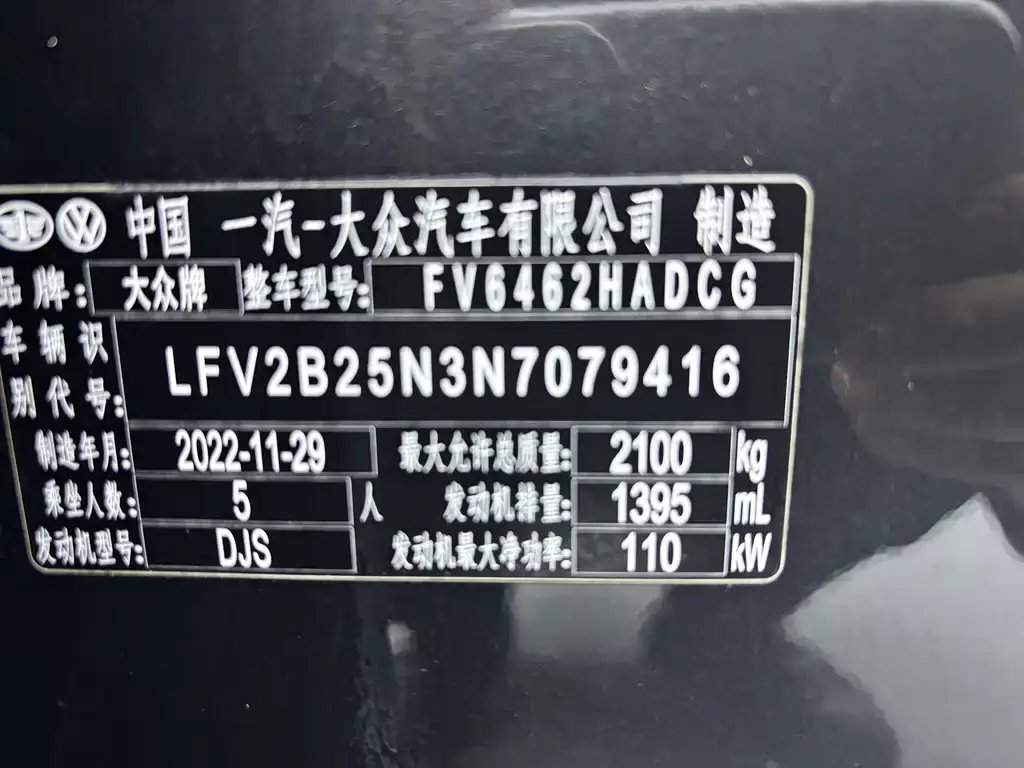 中国 一汽-大众汽车有限公司 制造
品牌: 大众牌 整车型号: FV6462HADCG
车辆识别代号: LFV2B25N3N7079416
制造年月: 2022-11-29 最大允许总质量: 2100 kg
乘坐人数: 5 人 发动机排量: 1395 mL
发动机型号: DJS 发动机最大净功率: 110 kW